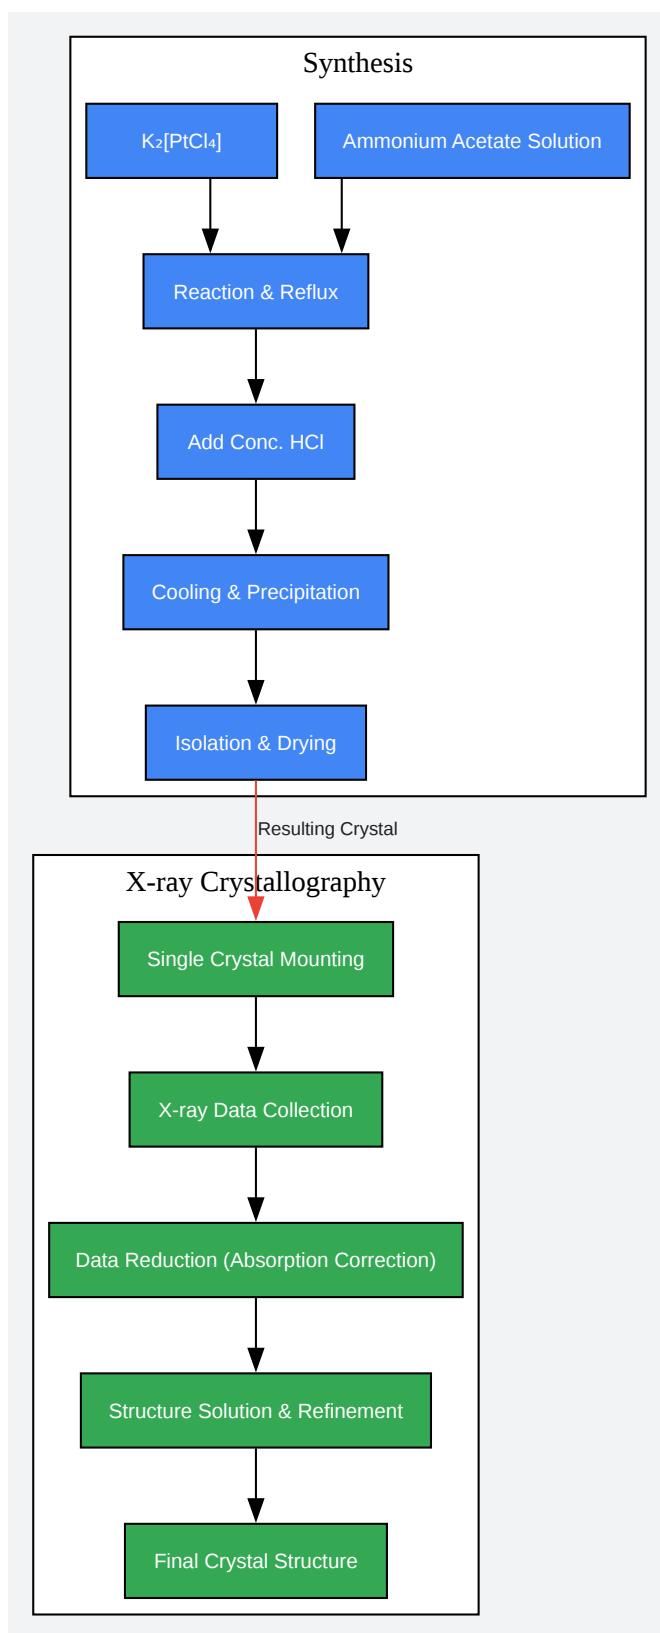 Synthesis
K₂[PtCl₄]
Ammonium Acetate Solution
Reaction & Reflux
Add Conc. HCl
Cooling & Precipitation
Isolation & Drying
Resulting Crystal
X-ray Crystallography
Single Crystal Mounting
X-ray Data Collection
Data Reduction (Absorption Correction)
Structure Solution & Refinement
Final Crystal Structure